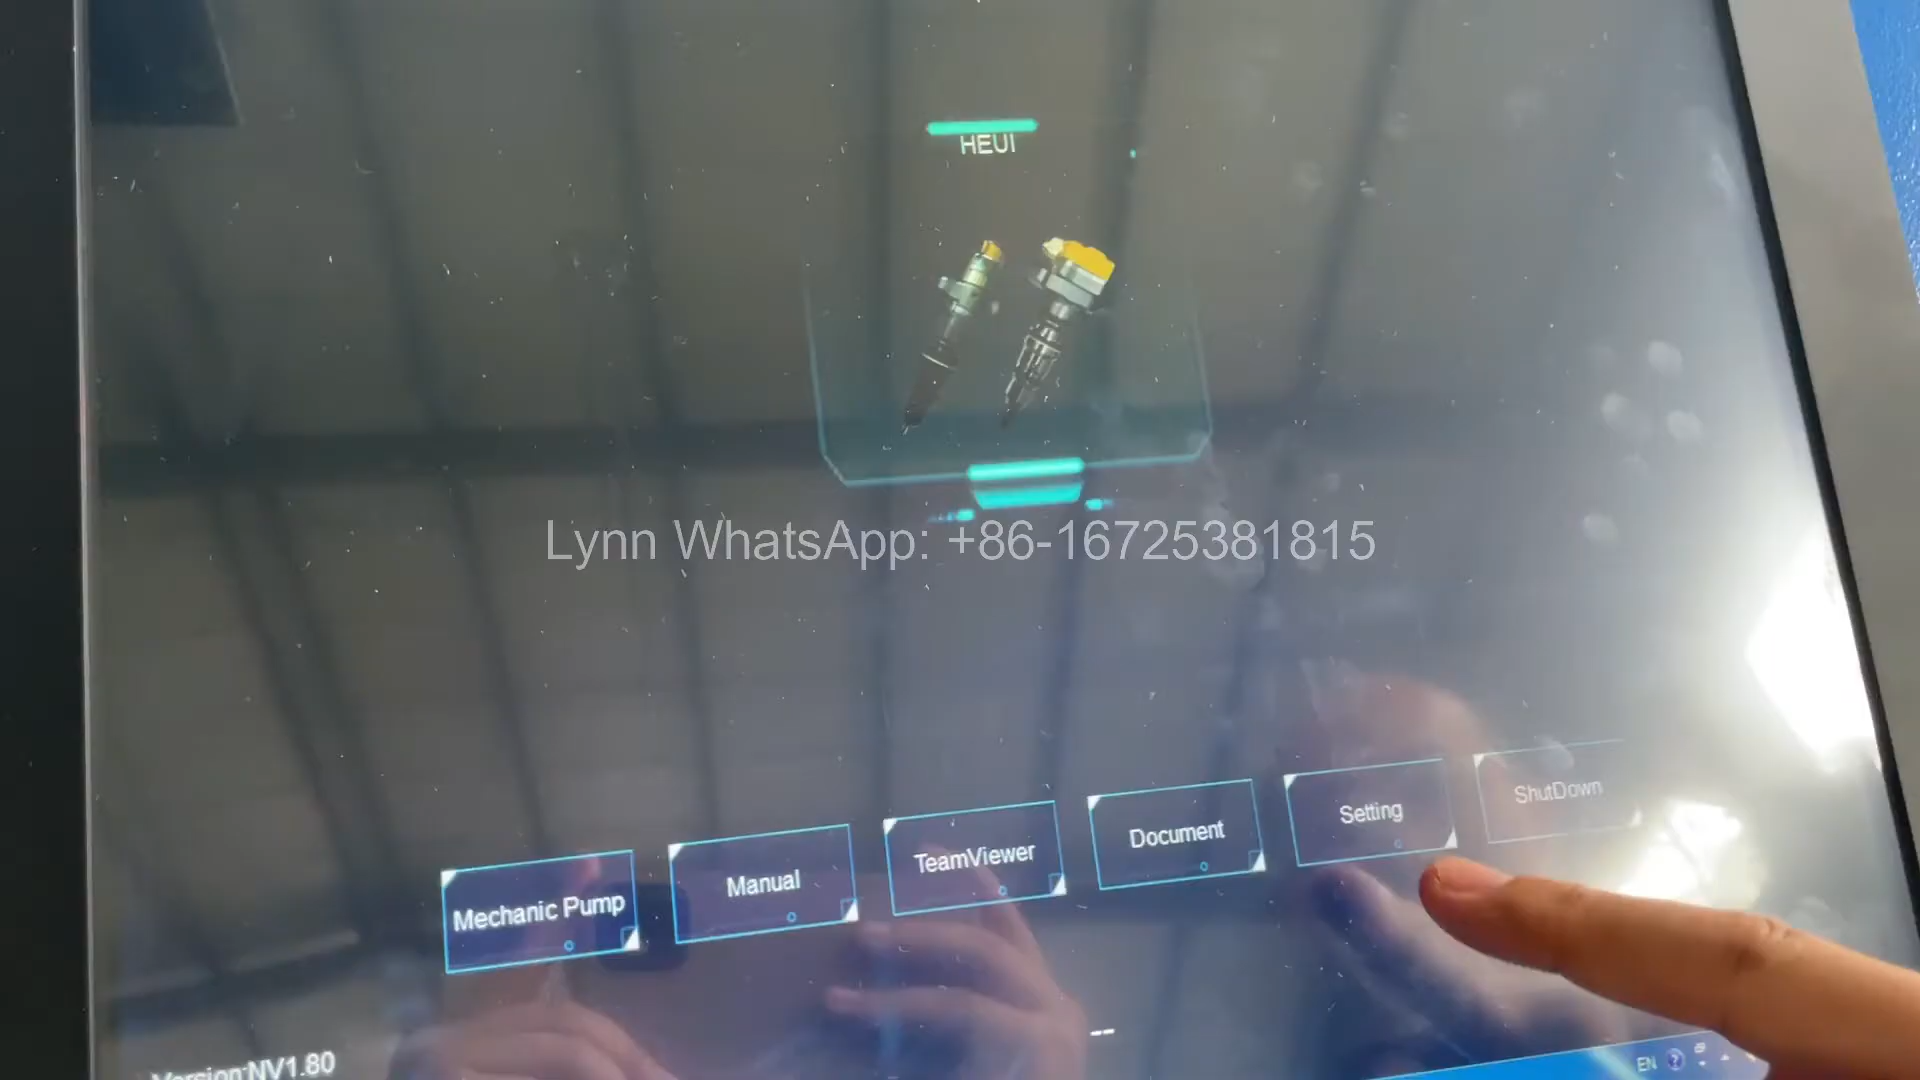 HEUI
Lynn WhatsApp: +86-16725381815
Mechanic Pump
Manual
TeamViewer
Document
Setting
ShutDown
--
Version:NV1.80
EN
?